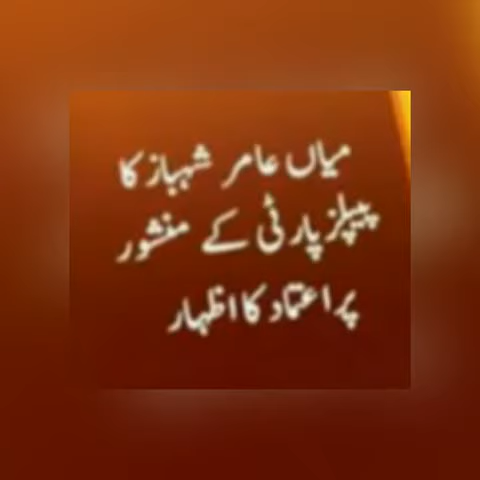 میاں عامر شہباز کا
پیپلز پارٹی کے منشور
پر اعتماد کا اظہار